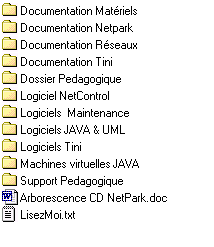 Documentation Matériels
Documentation Netpark
Documentation Réseaux
Documentation Tini
Dossier Pedagogique
Logiciel NetControl
Logiciels  Maintenance
Logiciels JAVA & UML
Logiciels Tini
Machines virtuelles JAVA
Support Pedagogique
Arborescence CD NetPark.doc
LisezMoi.txt